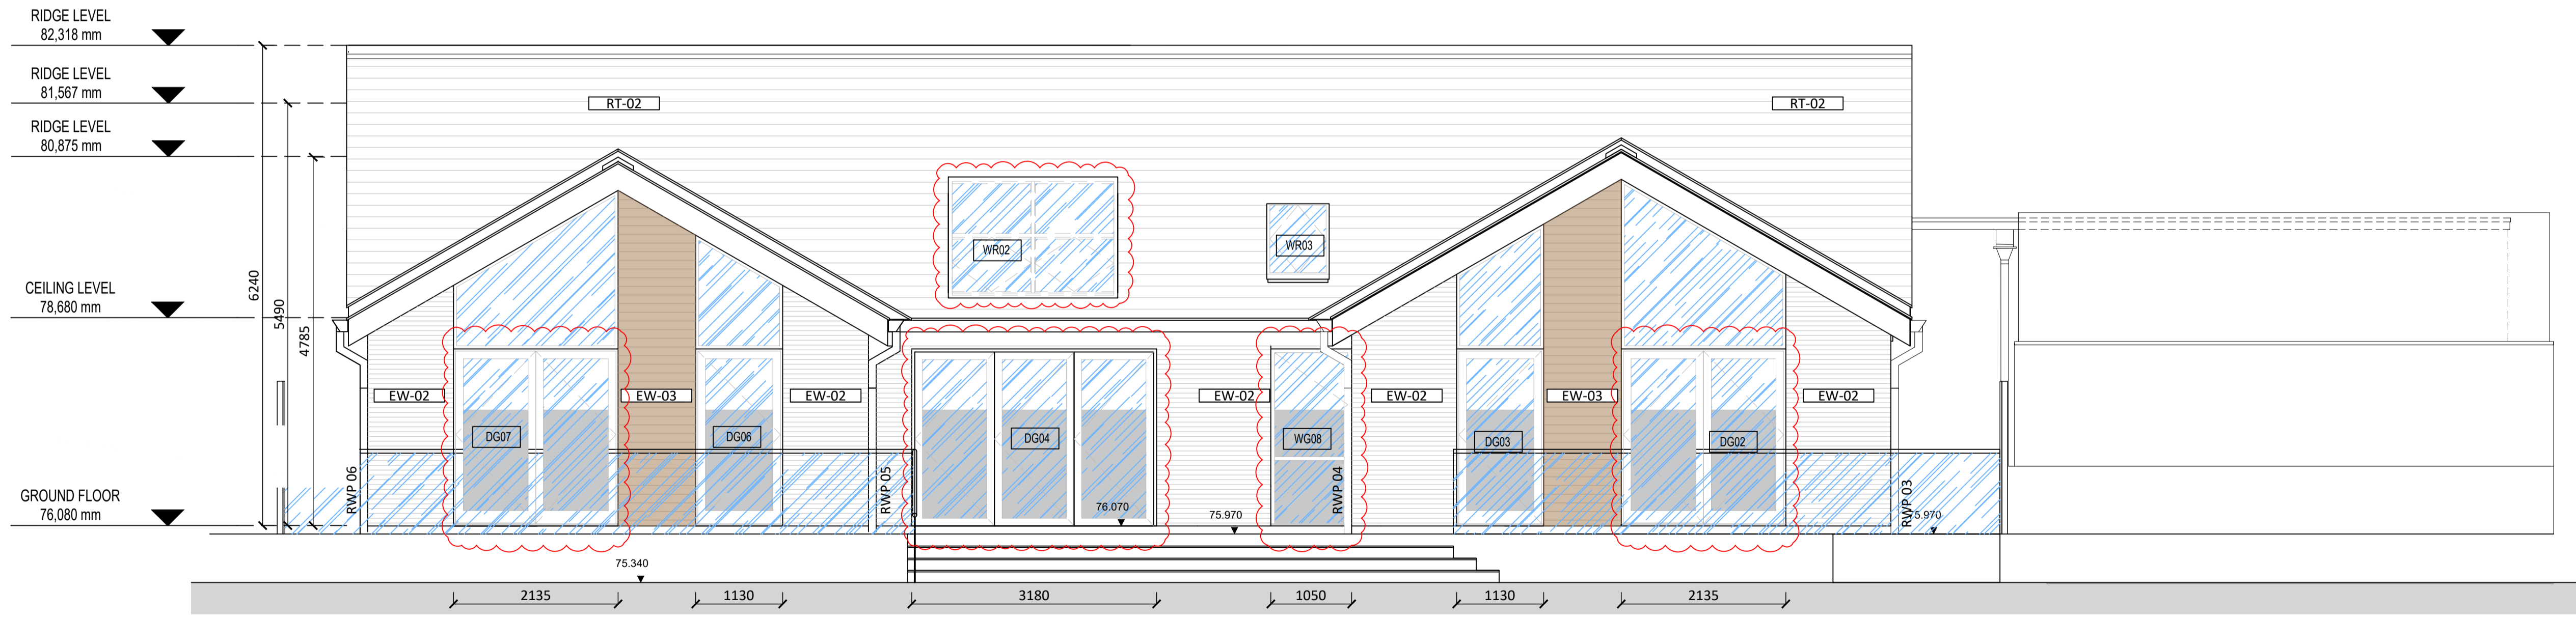 RIDGE LEVEL
82,318 mm
RIDGE LEVEL
81,567 mm
RT-02
RT-02
RIDGE LEVEL
80,875 mm
WR02
WR03
CEILING LEVEL
78,680 mm
6240
5490
4785
EW-02
EW-03
EW-02
EW-02
EW-02
EW-03
EW-02
DG07
DG06
DG04
WG08
DG03
DG02
RWP 06
RWP 05
RWP 04
RWP 03
GROUND FLOOR
76,080 mm
76.070
75.970
75.970
75.340
2135
1130
3180
1050
1130
2135